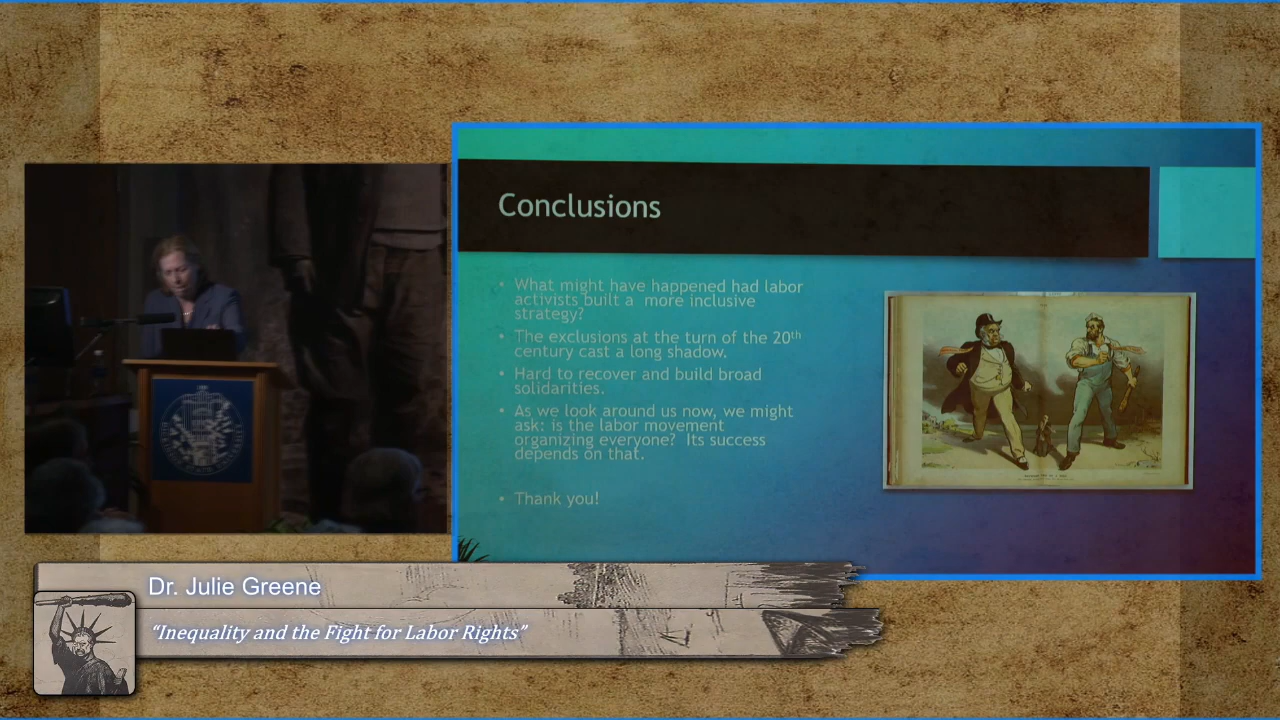 Conclusions
• What might have happened had labor
activists built a more inclusive
strategy?
• The exclusions at the turn of the 20th
century cast a long shadow.
• Hard to recover and build broad
solidarities.
• As we look around us now, we might
ask: is the labor movement
organizing everyone? Its success
depends on that.
• Thank you!
Dr. Julie Greene
“Inequality and the Fight for Labor Rights”